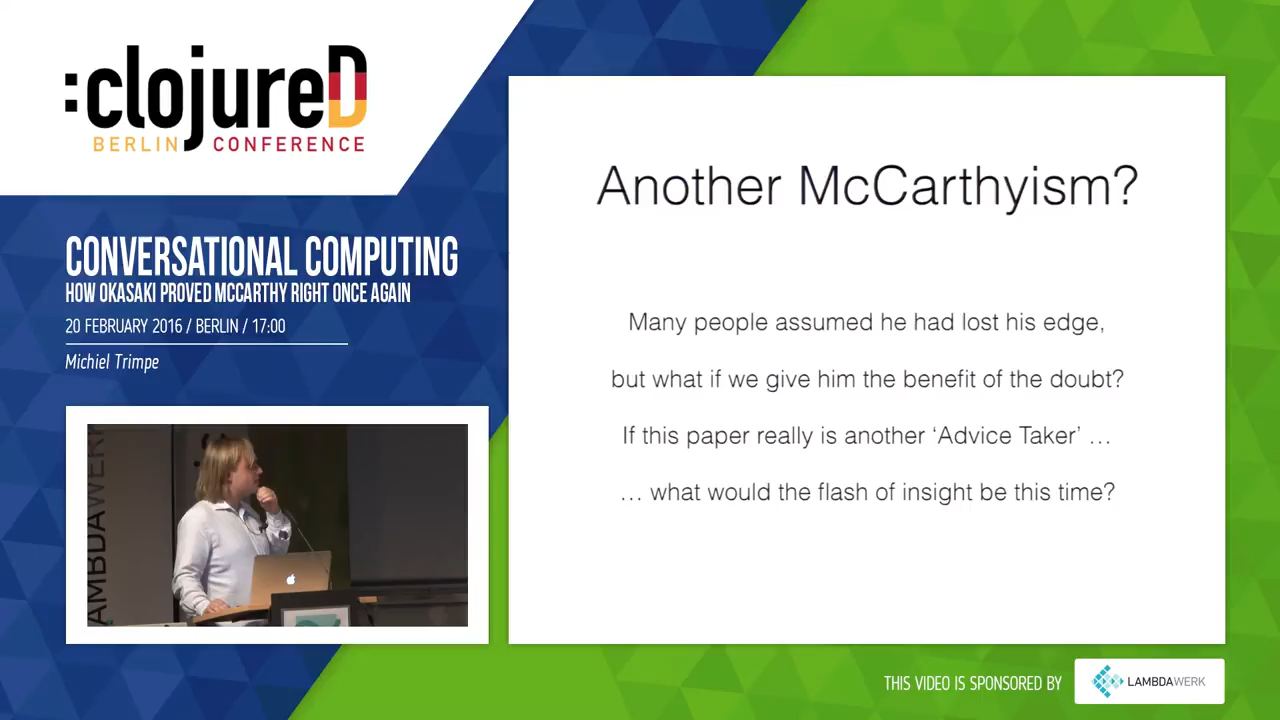 :clojureD
BERLIN CONFERENCE
CONVERSATIONAL COMPUTING
HOW OKASAKI PROVED MCCARTHY RIGHT ONCE AGAIN
20 FEBRUARY 2016 / BERLIN / 17:00
Michiel Trimpe
AMBDAWERK
Another McCarthyism?
Many people assumed he had lost his edge,
but what if we give him the benefit of the doubt?
If this paper really is another ‘Advice Taker’ …
… what would the flash of insight be this time?
THIS VIDEO IS SPONSORED BY
LAMBDAWERK